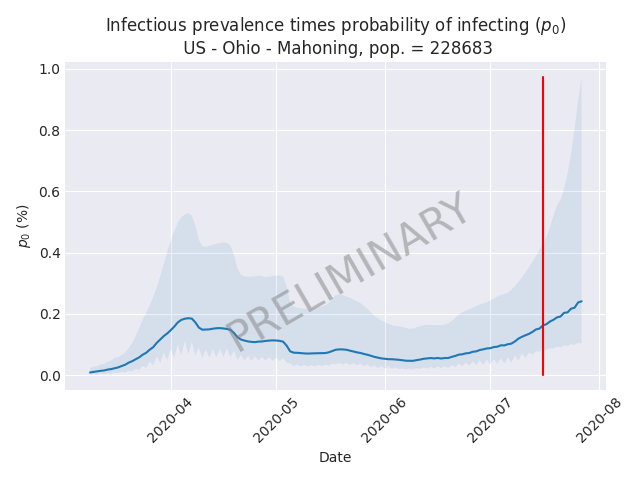 Infectious prevalence times probability of infecting (p₀)
US - Ohio - Mahoning, pop. = 228683
1.0
0.8
0.6
0.4
0.2
0.0
p₀ (%)
PRELIMINARY
2020-04
2020-05
2020-06
2020-07
2020-08
Date